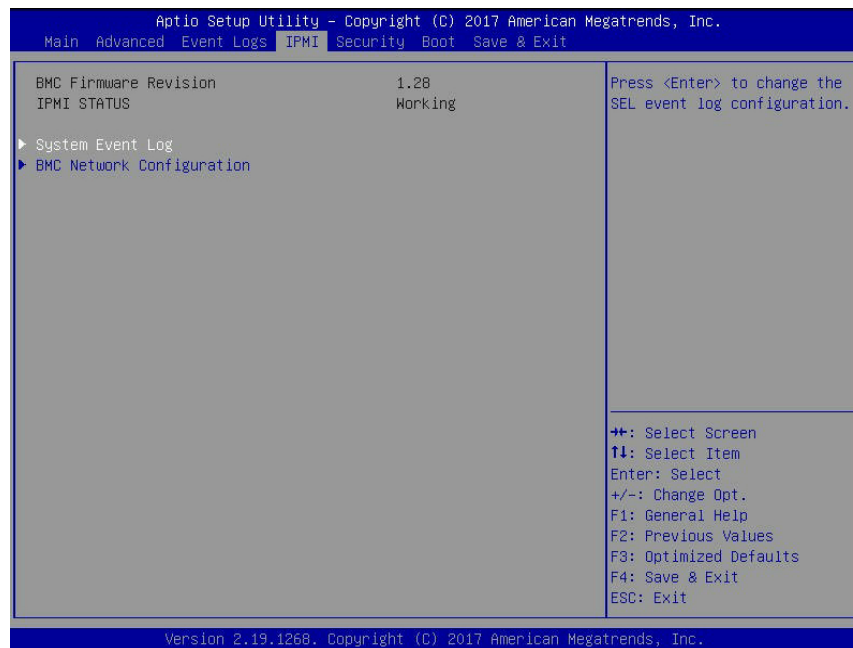 Aptio Setup Utility – Copyright (C) 2017 American Megatrends, Inc.
Main Advanced Event Logs IPMI Security Boot Save & Exit
BMC Firmware Revision 1.28
IPMI STATUS Working
System Event Log
BMC Network Configuration
Press <Enter> to change the
SEL event log configuration.
→←: Select Screen
↑↓: Select Item
Enter: Select
+/-: Change Opt.
F1: General Help
F2: Previous Values
F3: Optimized Defaults
F4: Save & Exit
ESC: Exit
Version 2.19.1268. Copyright (C) 2017 American Megatrends, Inc.